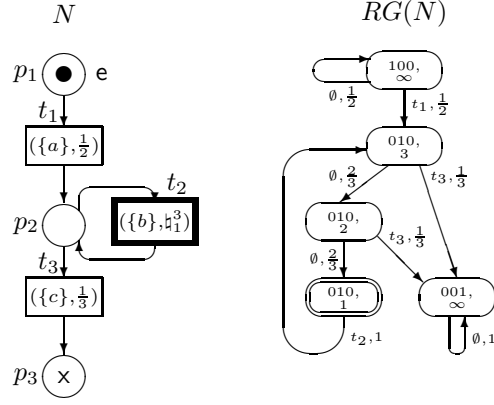 N
RG(N)
p₁
e
t₁
({a},½)
p₂
t₂
({b},♮³₁)
t₃
({c},⅓)
p₃
x
100,
∞
∅,½
t₁,½
010,
3
∅,⅔
t₃,⅓
010,
2
t₃,⅓
∅,⅔
010,
1
001,
∞
t₂,1
∅,1